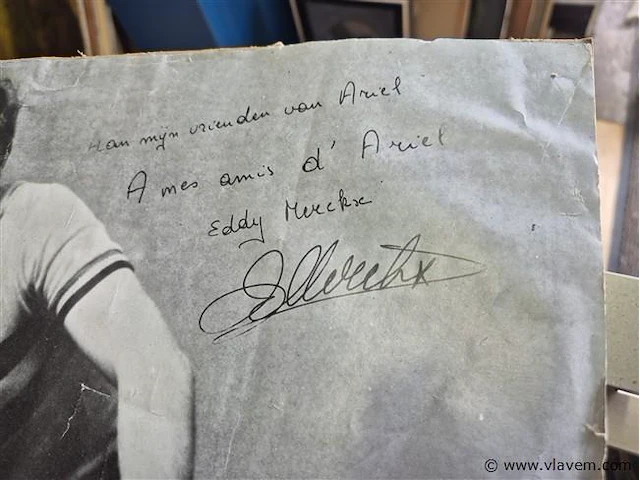 Aan mijn vrienden van Ariel
A mes amis d' Ariel
Eddy Merckx
EMerckx
© www.vlavem.com